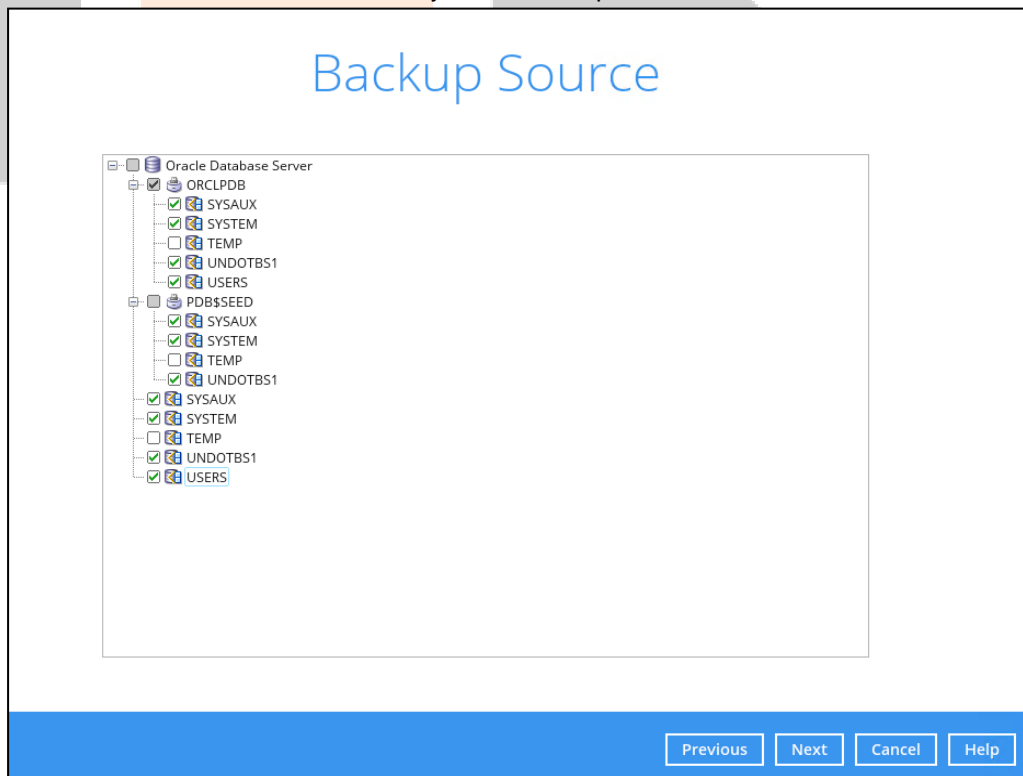 Backup Source
Oracle Database Server
ORCLPDB
SYSAUX
SYSTEM
TEMP
UNDOTBS1
USERS
PDB$SEED
SYSAUX
SYSTEM
TEMP
UNDOTBS1
SYSAUX
SYSTEM
TEMP
UNDOTBS1
USERS
Previous Next Cancel Help